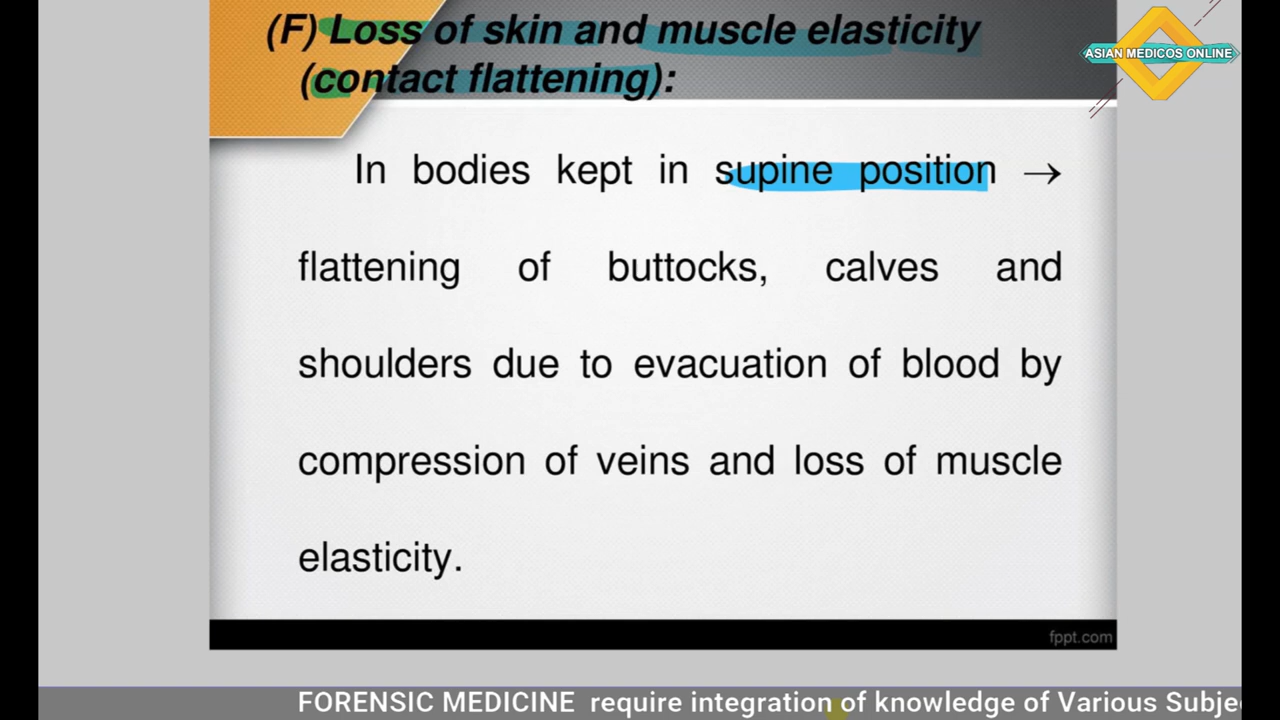 (F) Loss of skin and muscle elasticity
(contact flattening):
ASIAN MEDICOS ONLINE
In bodies kept in supine position →
flattening of buttocks, calves and
shoulders due to evacuation of blood by
compression of veins and loss of muscle
elasticity.
fppt.com
FORENSIC MEDICINE require integration of knowledge of Various Subje